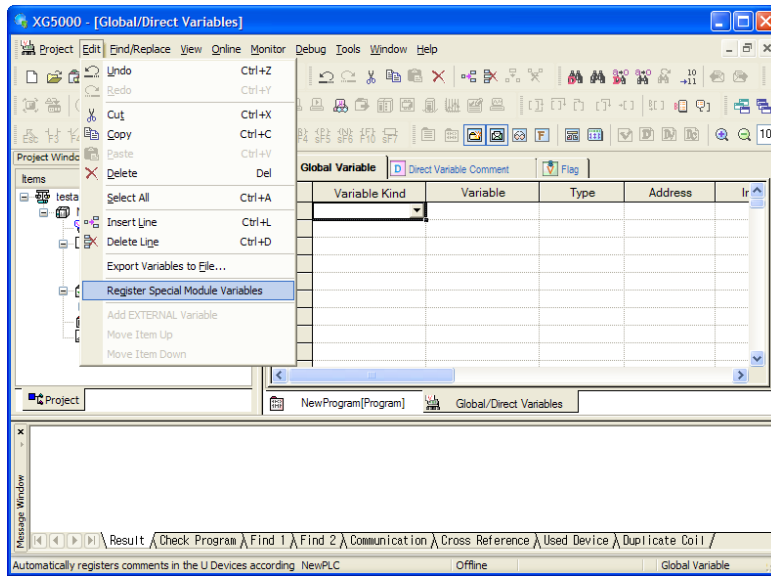 XG5000 - [Global/Direct Variables]
Project Edit Find/Replace View Online Monitor Debug Tools Window Help
Undo Ctrl+Z
Redo Ctrl+Y
Cut Ctrl+X
Copy Ctrl+C
Paste Ctrl+V
Delete Del
Select All Ctrl+A
Insert Line Ctrl+L
Delete Line Ctrl+D
Export Variables to File...
Register Special Module Variables
Add EXTERNAL Variable
Move Item Up
Move Item Down
Project Windo
Items
testa
Project
Global Variable Direct Variable Comment Flag
Variable Kind Variable Type Address
NewProgram[Program] Global/Direct Variables
Message Window
Result Check Program Find 1 Find 2 Communication Cross Reference Used Device Duplicate Coil
Automatically registers comments in the U Devices according NewPLC Offline Global Variable